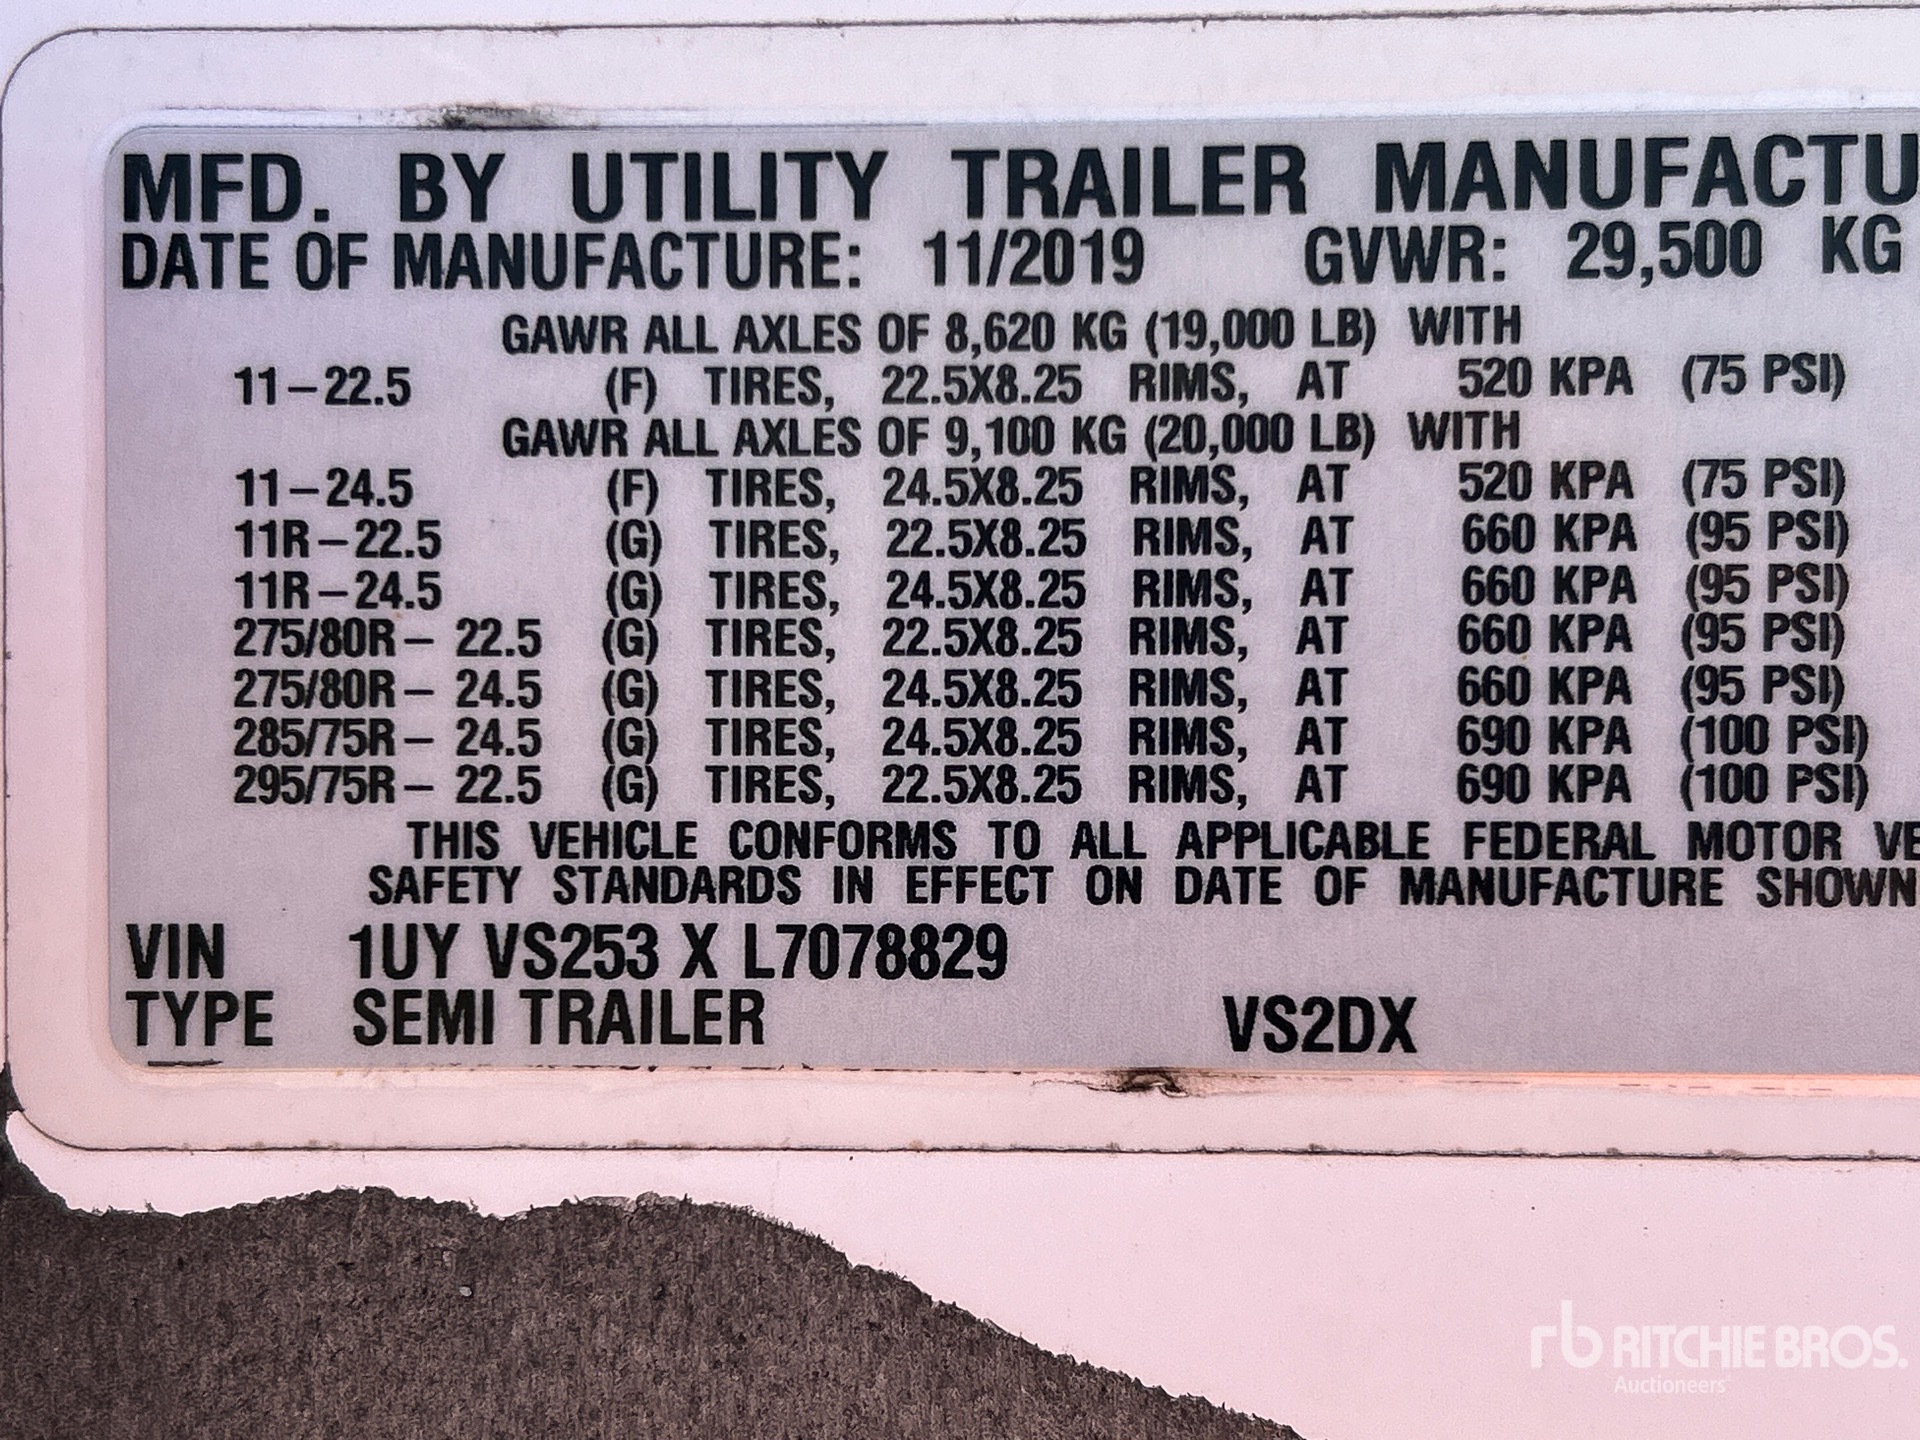 MFD. BY UTILITY TRAILER MANUFACTU
DATE OF MANUFACTURE: 11/2019 GVWR: 29,500 KG
GAWR ALL AXLES OF 8,620 KG (19,000 LB) WITH
11-22.5 (F) TIRES, 22.5X8.25 RIMS, AT 520 KPA (75 PSI)
GAWR ALL AXLES OF 9,100 KG (20,000 LB) WITH
11-24.5 (F) TIRES, 24.5X8.25 RIMS, AT 520 KPA (75 PSI)
11R-22.5 (G) TIRES, 22.5X8.25 RIMS, AT 660 KPA (95 PSI)
11R-24.5 (G) TIRES, 24.5X8.25 RIMS, AT 660 KPA (95 PSI)
275/80R- 22.5 (G) TIRES, 22.5X8.25 RIMS, AT 660 KPA (95 PSI)
275/80R- 24.5 (G) TIRES, 24.5X8.25 RIMS, AT 660 KPA (95 PSI)
285/75R- 24.5 (G) TIRES, 24.5X8.25 RIMS, AT 690 KPA (100 PSI)
295/75R- 22.5 (G) TIRES, 22.5X8.25 RIMS, AT 690 KPA (100 PSI)
THIS VEHICLE CONFORMS TO ALL APPLICABLE FEDERAL MOTOR VE
SAFETY STANDARDS IN EFFECT ON DATE OF MANUFACTURE SHOWN
VIN 1UY VS253 X L7078829
TYPE SEMI TRAILER VS2DX
rb RITCHIE BROS.
Auctioneers